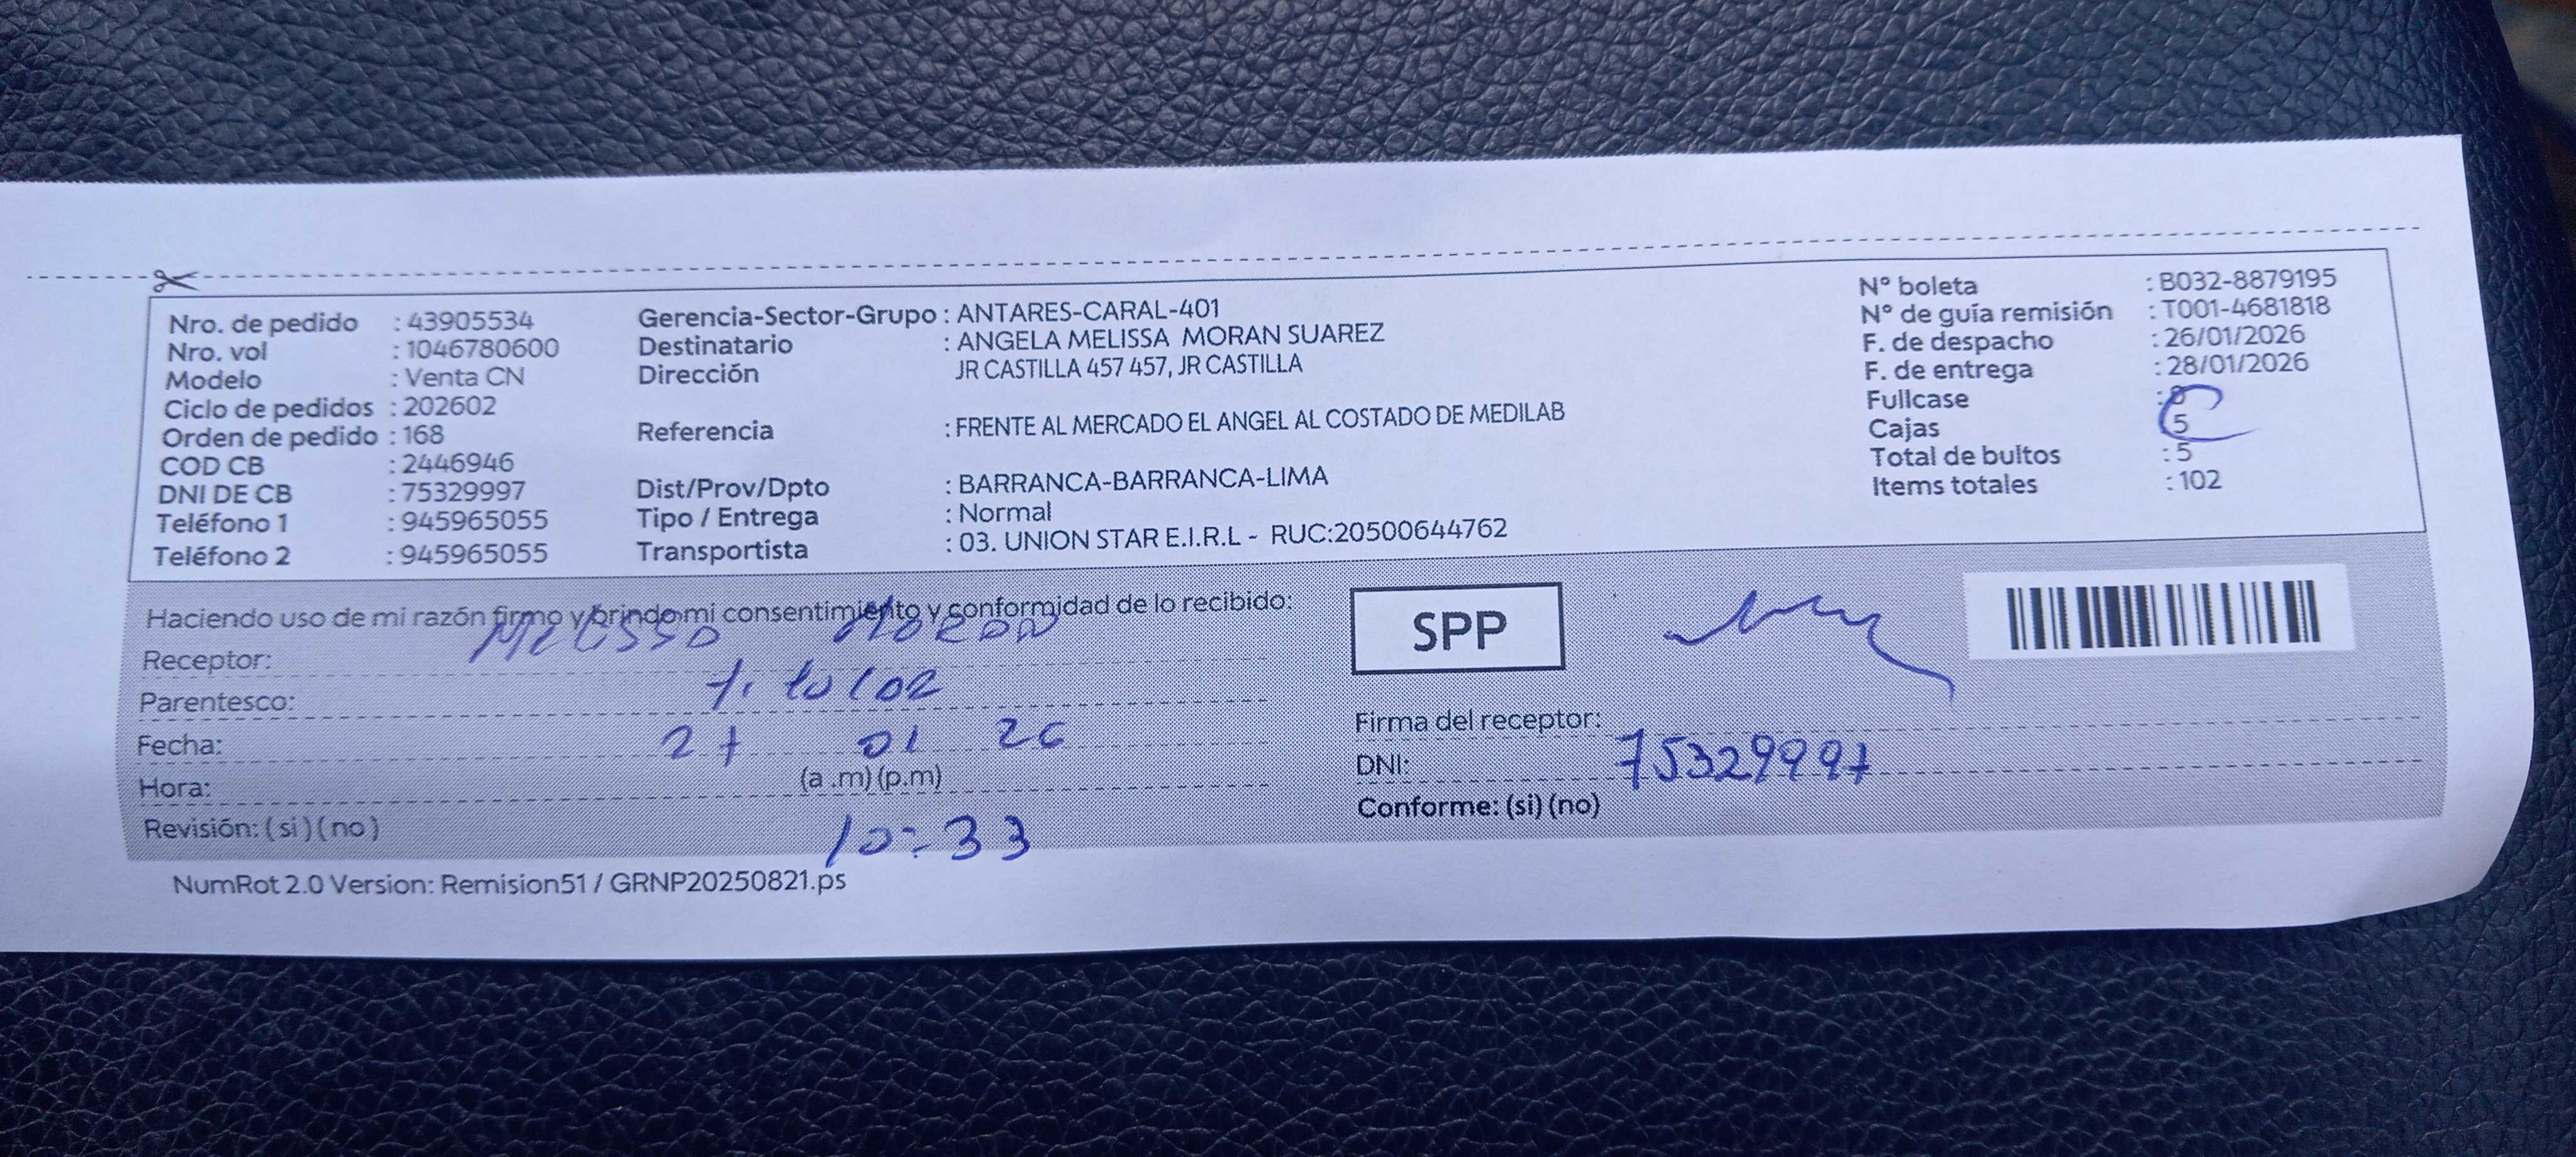 Nro. de pedido : 43905534
Nro. vol : 1046780600
Modelo : Venta CN
Ciclo de pedidos : 202602
Orden de pedido : 168
COD CB : 2446946
DNI DE CB : 75329997
Teléfono 1 : 945965055
Teléfono 2 : 945965055
Gerencia-Sector-Grupo : ANTARES-CARAL-401
Destinatario : ANGELA MELISSA MORAN SUAREZ
Dirección JR CASTILLA 457 457, JR CASTILLA
Referencia : FRENTE AL MERCADO EL ANGEL AL COSTADO DE MEDILAB
Dist/Prov/Dpto : BARRANCA-BARRANCA-LIMA
Tipo / Entrega : Normal
Transportista : 03. UNION STAR E.I.R.L - RUC:20500644762
N° boleta : B032-8879195
N° de guía remisión : T001-4681818
F. de despacho : 26/01/2026
F. de entrega : 28/01/2026
Fullcase :
Cajas 5
Total de bultos : 5
Items totales : 102
Haciendo uso de mi razón firmo y brindo mi consentimiento y conformidad de lo recibido:
Receptor: Melissa Moran
Parentesco: titular
Fecha: 27 01 26
Hora: (a .m) (p.m)
Revisión: ( si ) ( no ) 10:33
SPP
Firma del receptor:
DNI: 75329997
Conforme: (si) (no)
NumRot 2.0 Version: Remision51 / GRNP20250821.ps